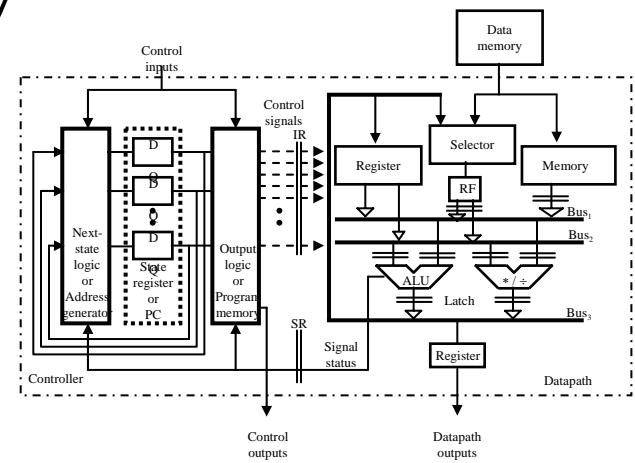 Data
memory
Control
inputs
Control
signals
IR
D
Q
D
Q
D
Q
Register
Selector
Memory
RF
Bus1
Bus2
Next-
state
logic
or
Address
generator
State
register
or
PC
Output
logic
or
Program
memory
ALU
* / ÷
Latch
Bus3
SR
Signal
status
Register
Controller
Datapath
Control
outputs
Datapath
outputs